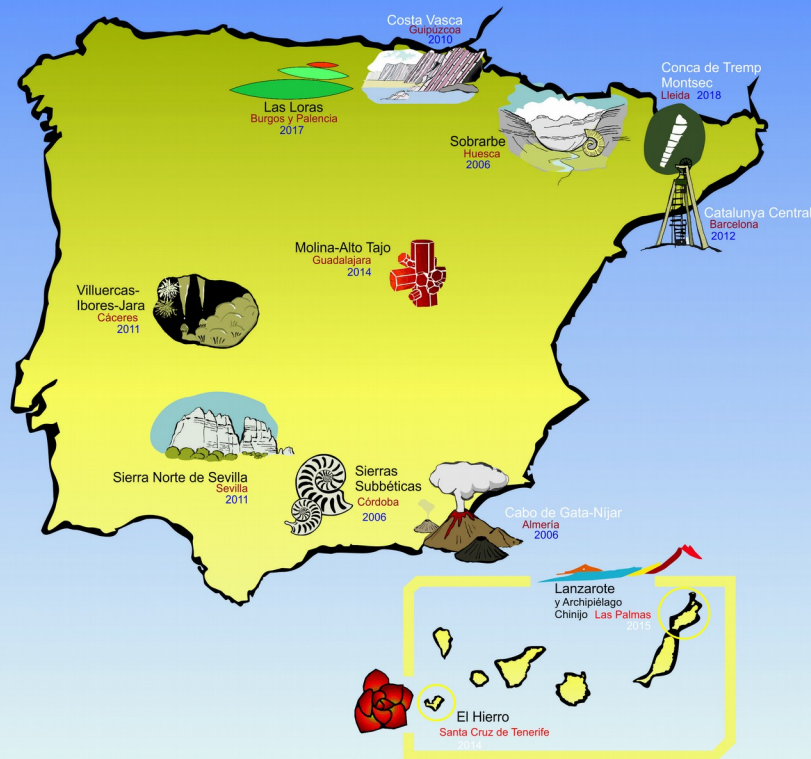 Costa Vasca
Guipuzcoa
2010
Las Loras
Burgos y Palencia
2017
Sobrarbe
Huesca
2006
Conca de Tremp
Montsec
Lleida 2018
Catalunya Central
Barcelona
2012
Molina-Alto Tajo
Guadalajara
2014
Villuercas-
Ibores-Jara
Cáceres
2011
Sierra Norte de Sevilla
Sevilla
2011
Sierras
Subbéticas
Córdoba
2006
Cabo de Gata-Níjar
Almería
2006
Lanzarote
y Archipiélago
Chinijo Las Palmas
2015
El Hierro
Santa Cruz de Tenerife
2014